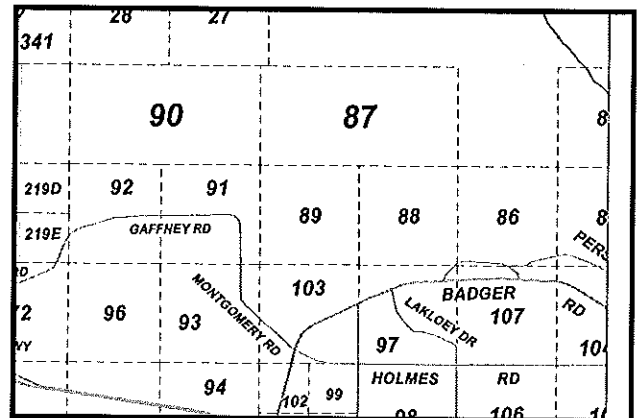 28 27
341
90 87
219D 92 91 89 88 86
219E GAFFNEY RD
MONTGOMERY RD
103 BADGER RD
96 93 LAKLOEY DR 107
97
94 102 99 HOLMES RD
106